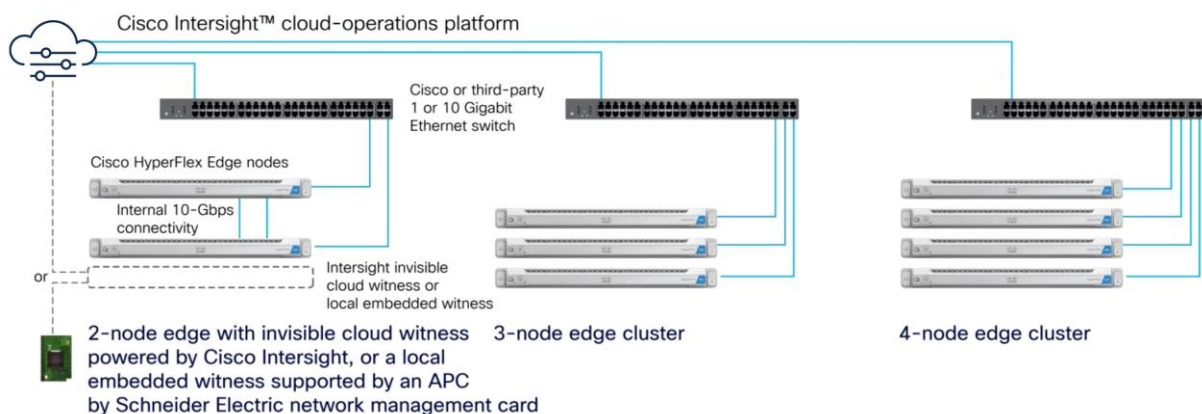 Cisco Intersight™ cloud-operations platform
Cisco or third-party
1 or 10 Gigabit
Ethernet switch
Cisco HyperFlex Edge nodes
Internal 10-Gbps
connectivity
or
Intersight invisible
cloud witness or
local embedded witness
2-node edge with invisible cloud witness
powered by Cisco Intersight, or a local
embedded witness supported by an APC
by Schneider Electric network management card
3-node edge cluster
4-node edge cluster